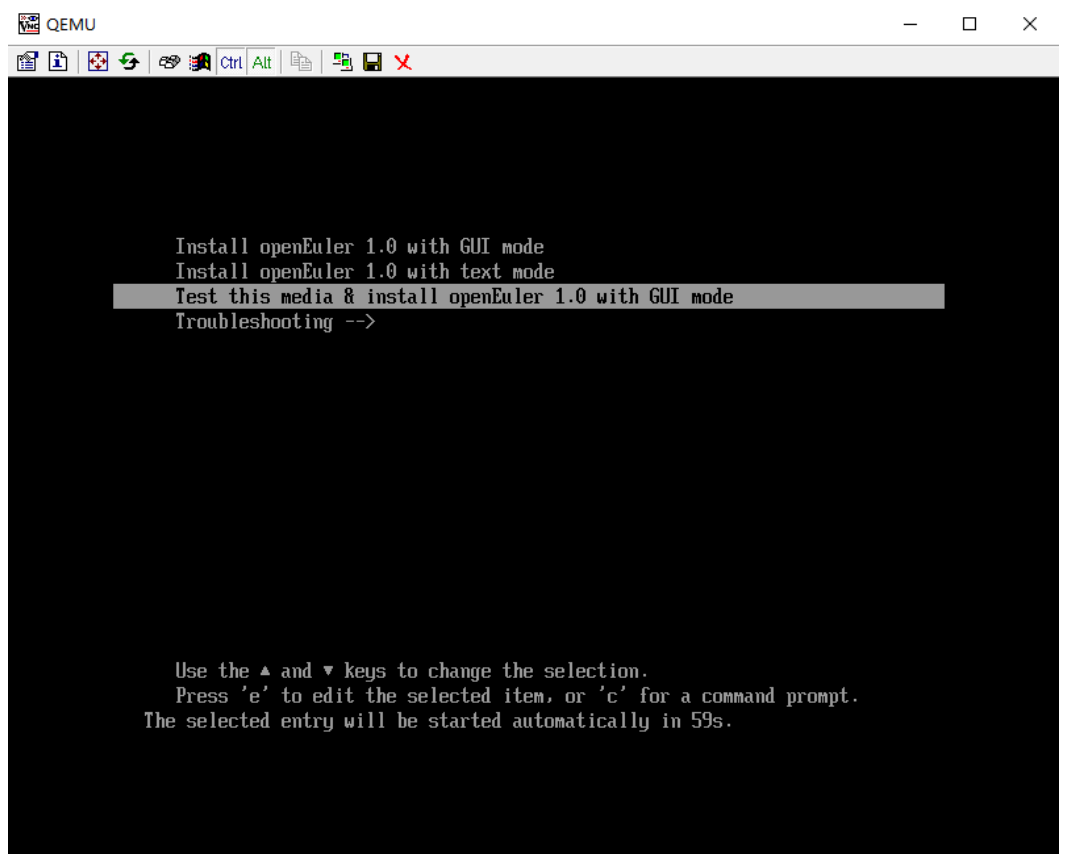 QEMU
Ctrl Alt
Install openEuler 1.0 with GUI mode
Install openEuler 1.0 with text mode
Test this media & install openEuler 1.0 with GUI mode
Troubleshooting -->
Use the ▲ and ▼ keys to change the selection.
Press 'e' to edit the selected item, or 'c' for a command prompt.
The selected entry will be started automatically in 59s.